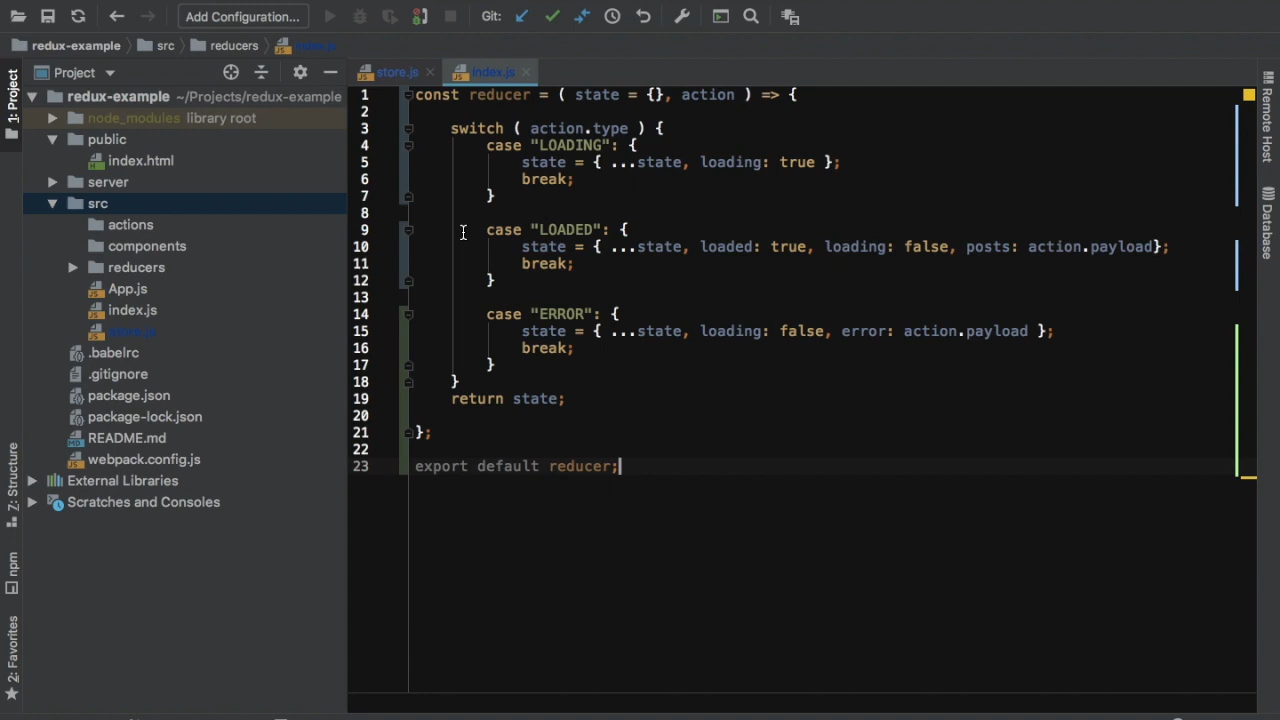 Add Configuration...
Git:
redux-example
src
reducers
index.js
1: Project
Project
store.js
index.js
redux-example ~/Projects/redux-example
node_modules library root
public
index.html
server
src
actions
components
reducers
App.js
index.js
store.js
.babelrc
.gitignore
package.json
package-lock.json
README.md
webpack.config.js
External Libraries
Scratches and Consoles
Z: Structure
npm
2: Favorites
1 const reducer = ( state = {}, action ) => {
2
3 switch ( action.type ) {
4 case "LOADING": {
5 state = { ...state, loading: true };
6 break;
7 }
8
9 case "LOADED": {
10 state = { ...state, loaded: true, loading: false, posts: action.payload};
11 break;
12 }
13
14 case "ERROR": {
15 state = { ...state, loading: false, error: action.payload };
16 break;
17 }
18 }
19 return state;
20
21 };
22
23 export default reducer;
Remote Host
Database